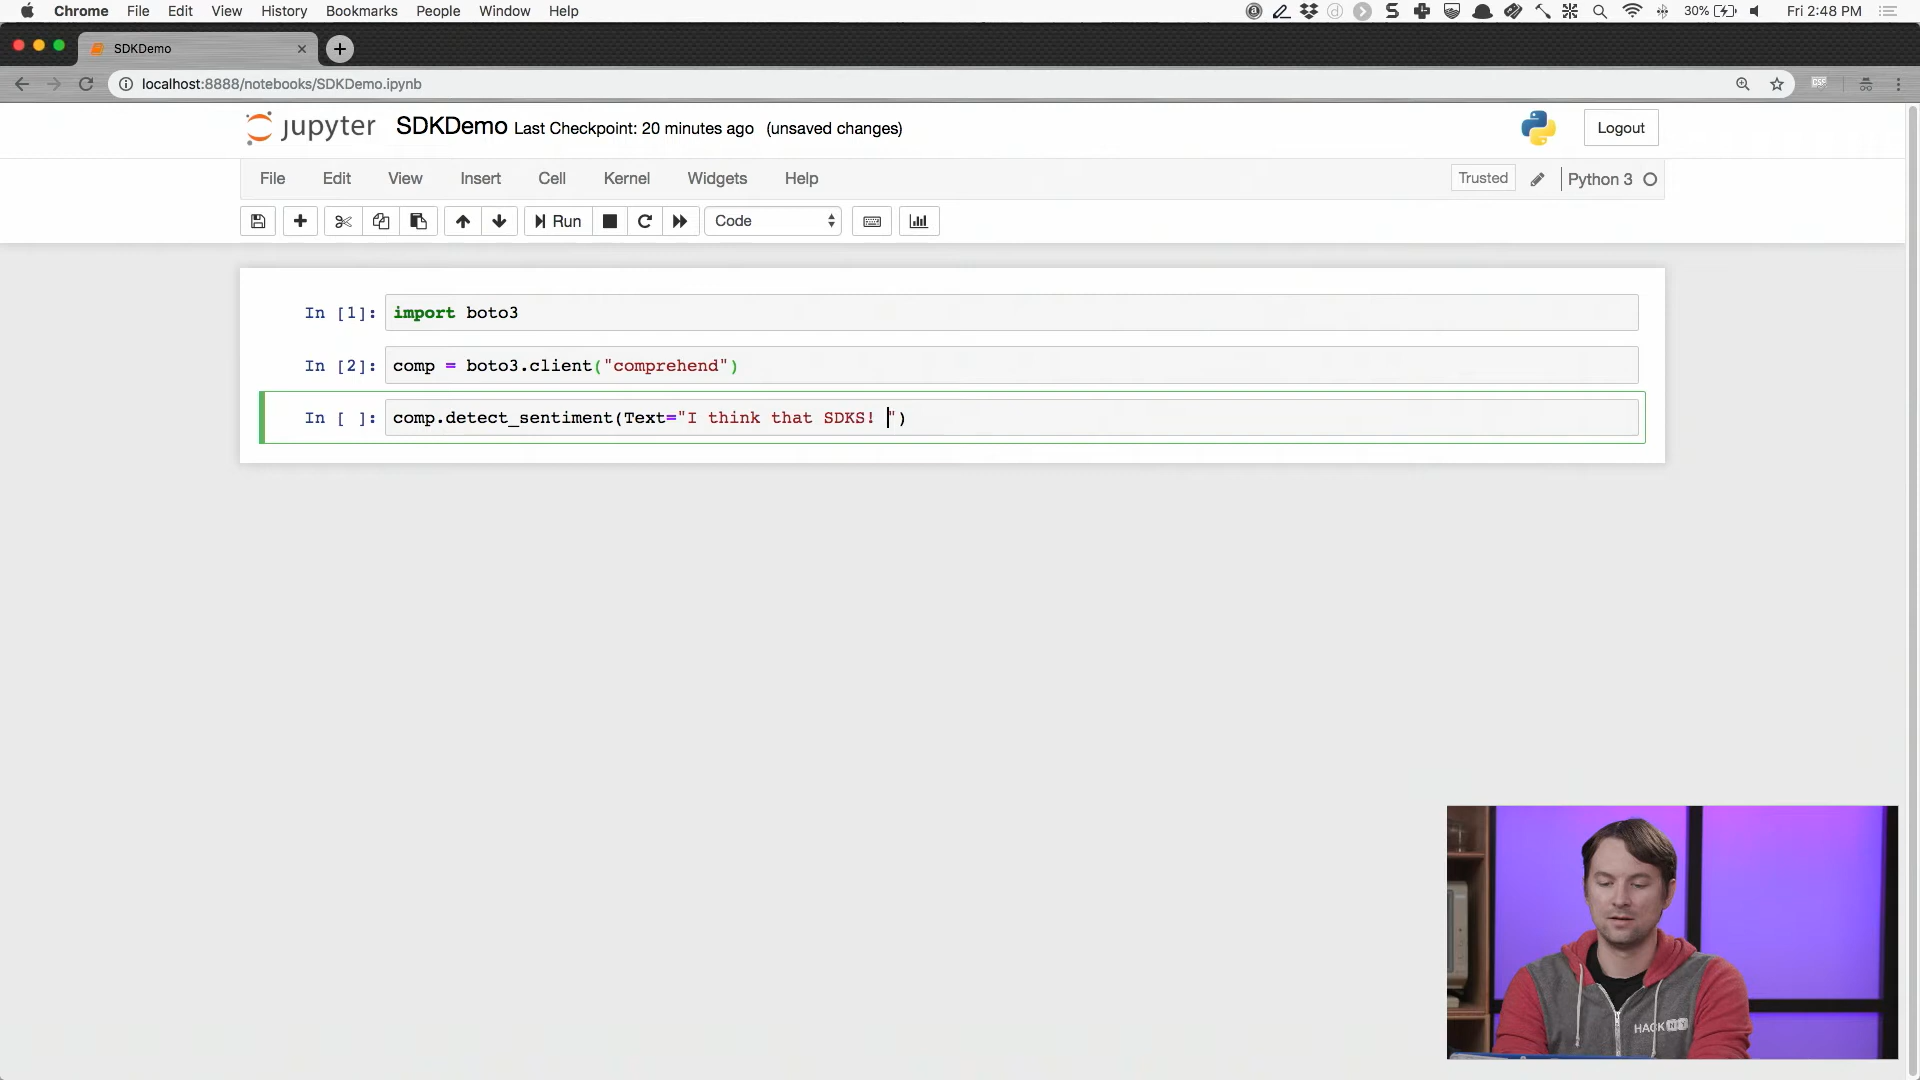 Chrome File Edit View History Bookmarks People Window Help 30% Fri 2:48 PM
SDKDemo
localhost:8888/notebooks/SDKDemo.ipynb
jupyter SDKDemo Last Checkpoint: 20 minutes ago (unsaved changes) Logout
File Edit View Insert Cell Kernel Widgets Help Trusted Python 3
Run Code
In [1]: import boto3
In [2]: comp = boto3.client("comprehend")
In [ ]: comp.detect_sentiment(Text="I think that SDKS! ")
HACK